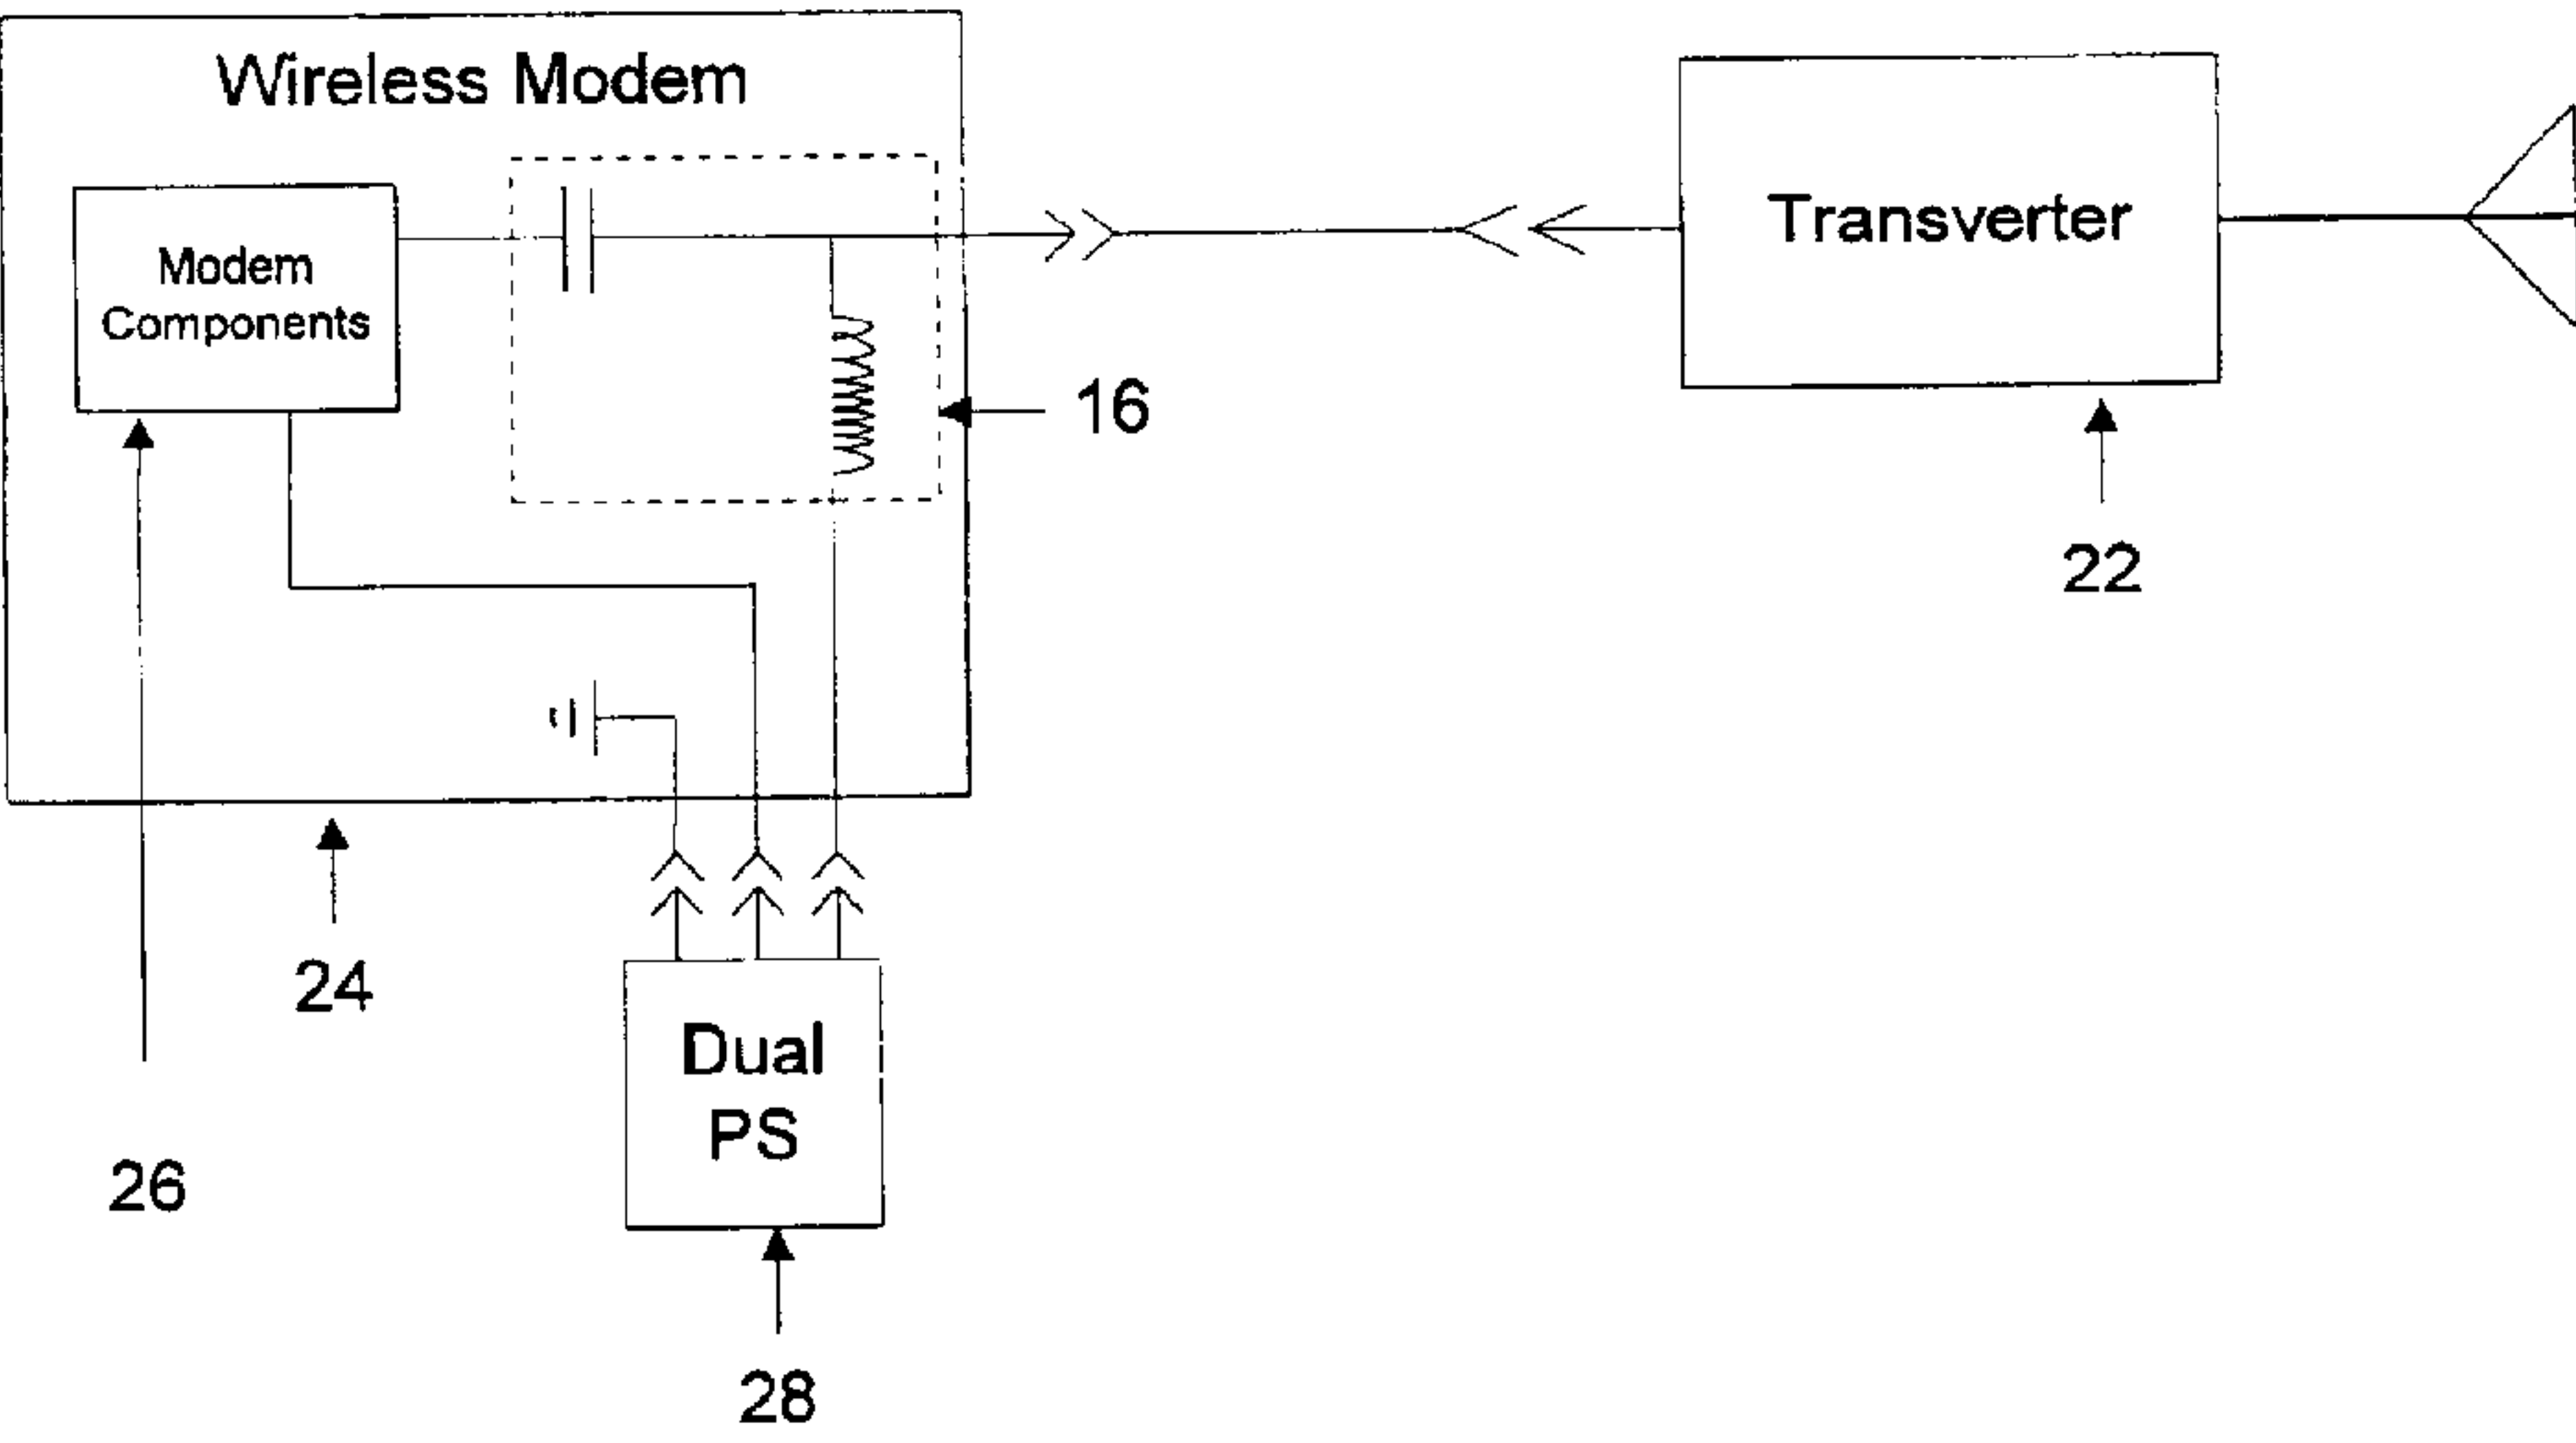 Wireless Modem
Modem
Components
Transverter
16
22
24
Dual
PS
26
28